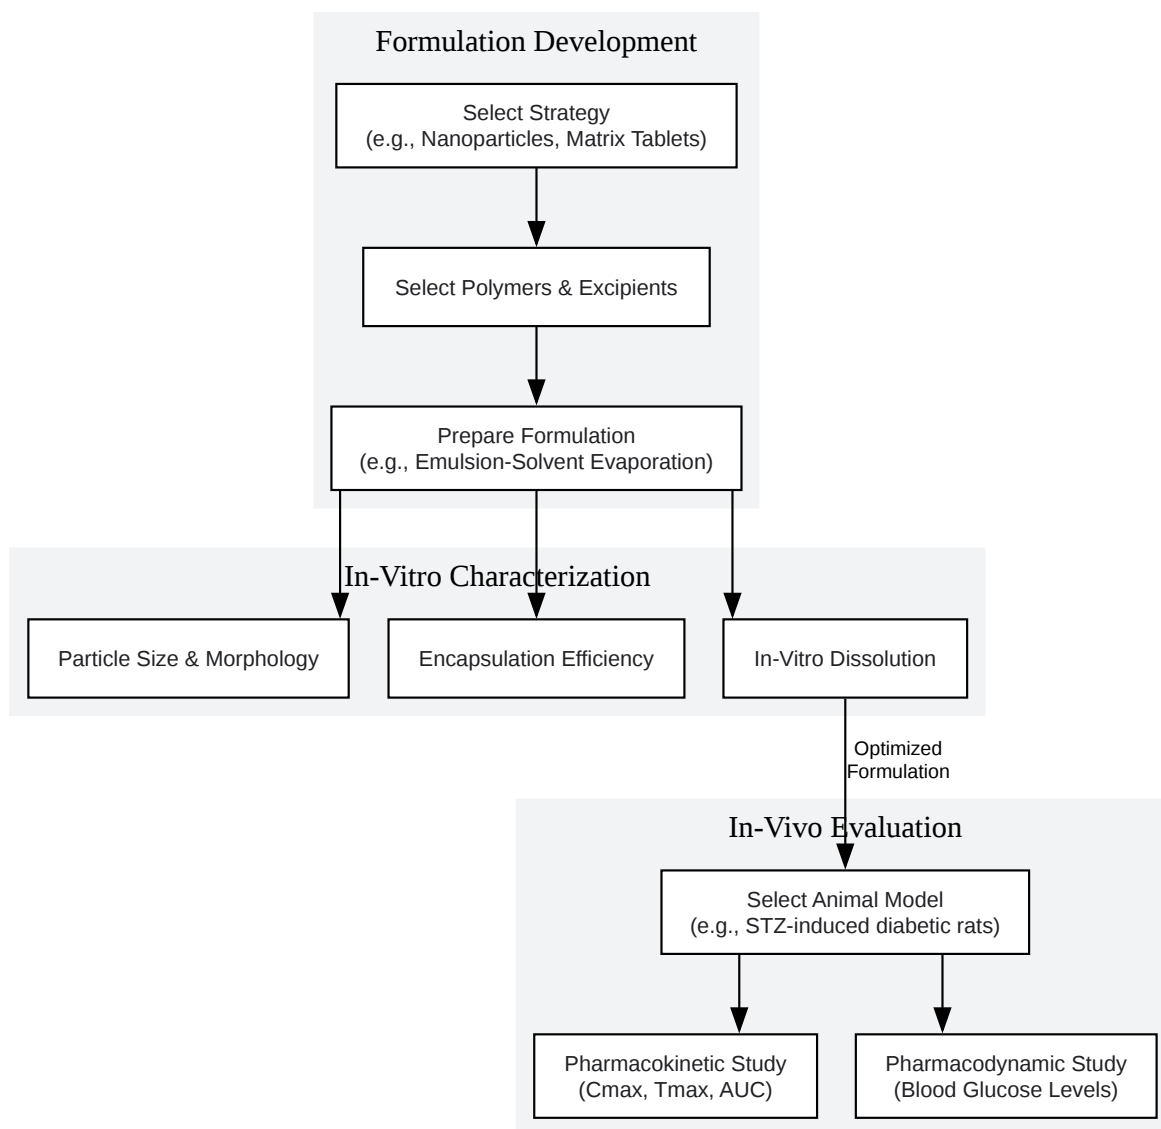 Formulation Development
Select Strategy
(e.g., Nanoparticles, Matrix Tablets)
Select Polymers & Excipients
Prepare Formulation
(e.g., Emulsion-Solvent Evaporation)
In-Vitro Characterization
Particle Size & Morphology
Encapsulation Efficiency
In-Vitro Dissolution
Optimized
Formulation
In-Vivo Evaluation
Select Animal Model
(e.g., STZ-induced diabetic rats)
Pharmacokinetic Study
(Cmax, Tmax, AUC)
Pharmacodynamic Study
(Blood Glucose Levels)